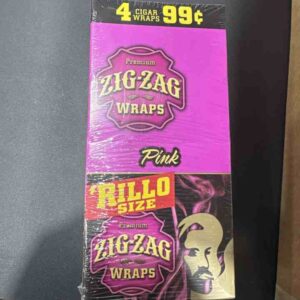 4 CIGAR WRAPS 99¢
Premium
ZIG-ZAG
WRAPS
Pink
'RILLO
SIZE
Premium
ZIG-ZAG
WRAPS